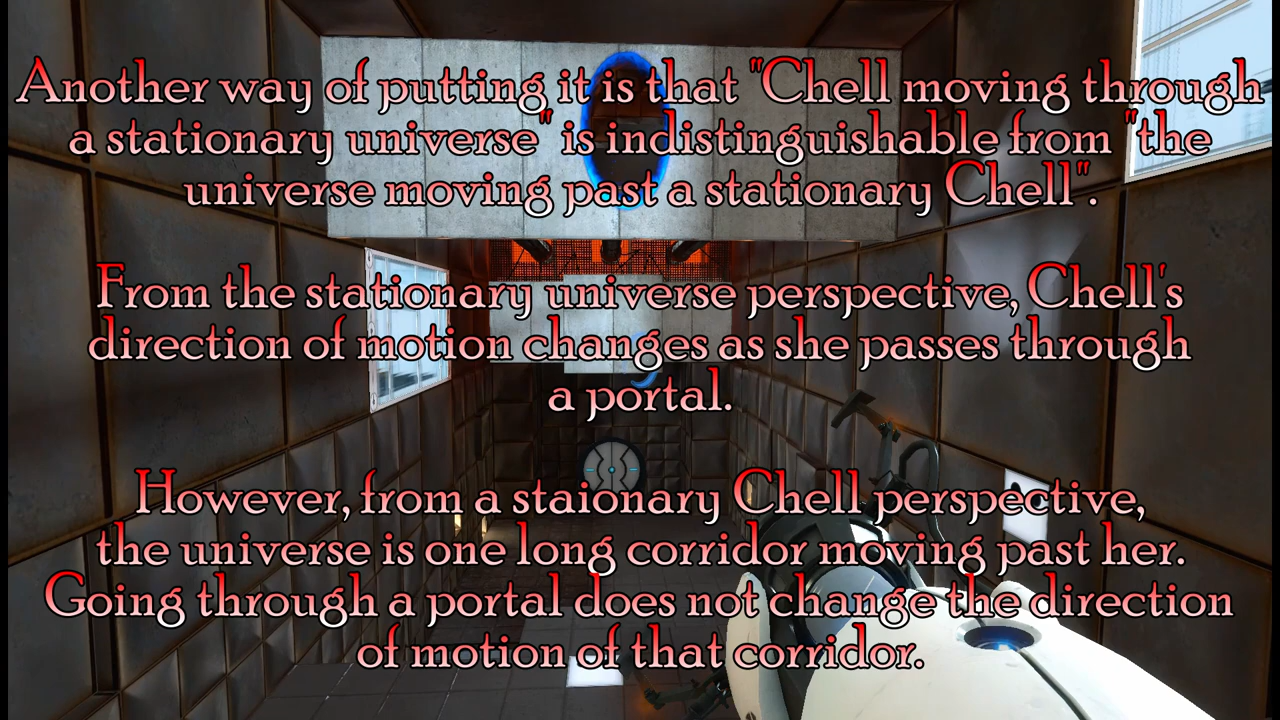 Another way of putting it is that "Chell moving through
a stationary universe" is indistinguishable from "the
universe moving past a stationary Chell".
From the stationary universe perspective, Chell's
direction of motion changes as she passes through
a portal.
However, from a staionary Chell perspective,
the universe is one long corridor moving past her.
Going through a portal does not change the direction
of motion of that corridor.